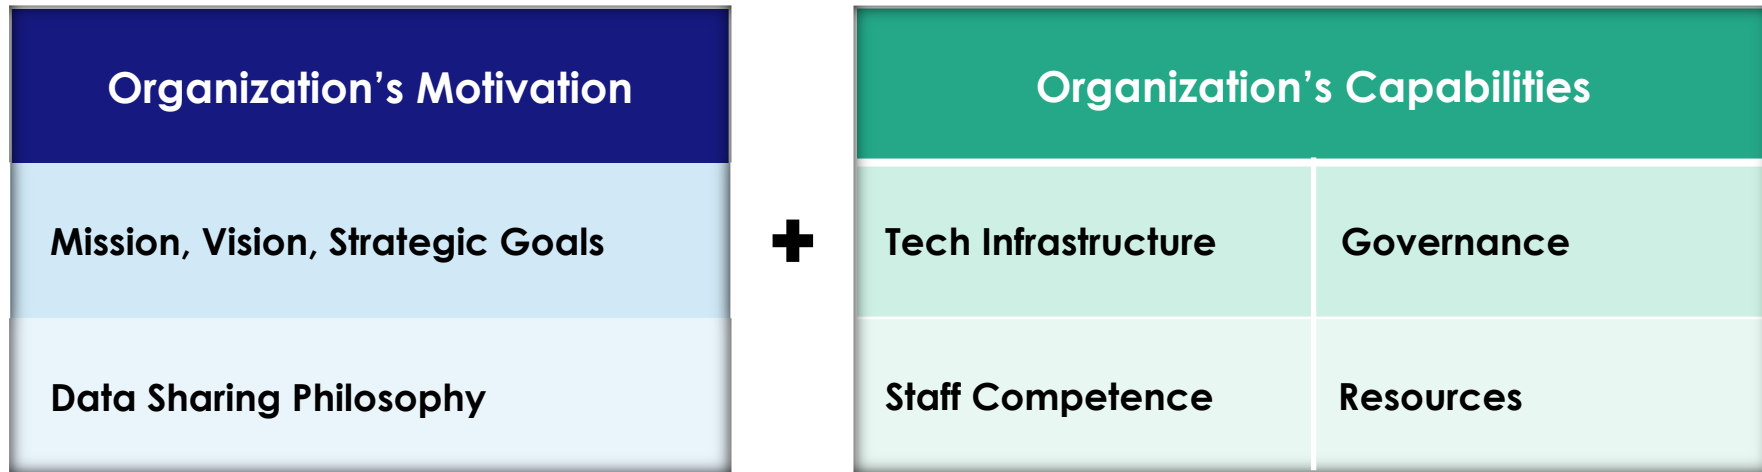 Organization’s Motivation
Mission, Vision, Strategic Goals
Data Sharing Philosophy
+
Organization’s Capabilities
Tech Infrastructure
Governance
Staff Competence
Resources